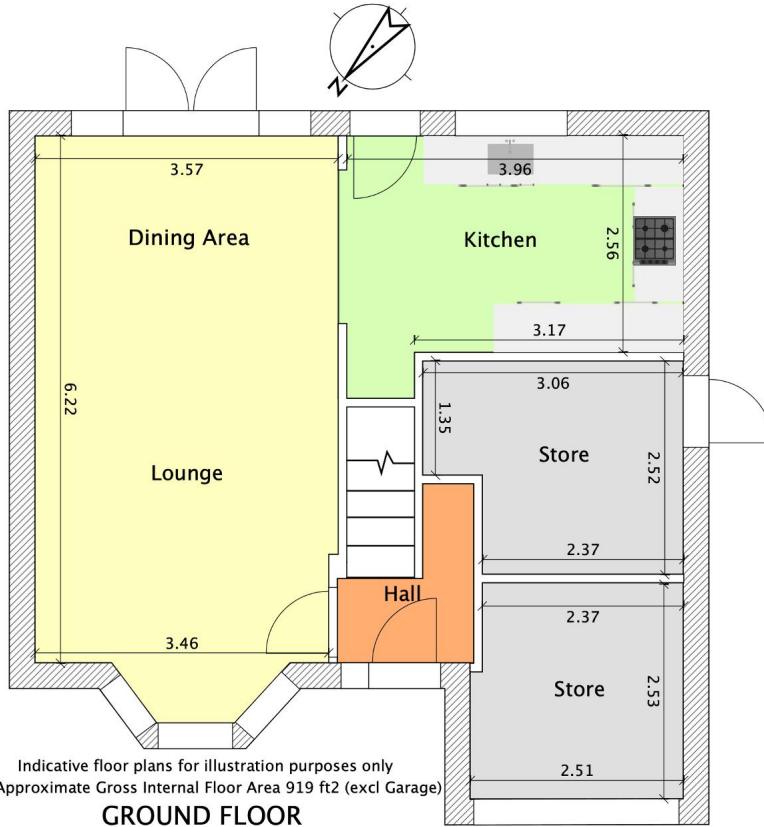 N
3.57
3.96
Dining Area
Kitchen
2.56
3.17
6.22
3.06
1.35
Lounge
Store
2.52
2.37
Hall
2.37
3.46
Store
2.53
2.51
Indicative floor plans for illustration purposes only
Approximate Gross Internal Floor Area 919 ft2 (excl Garage)
GROUND FLOOR